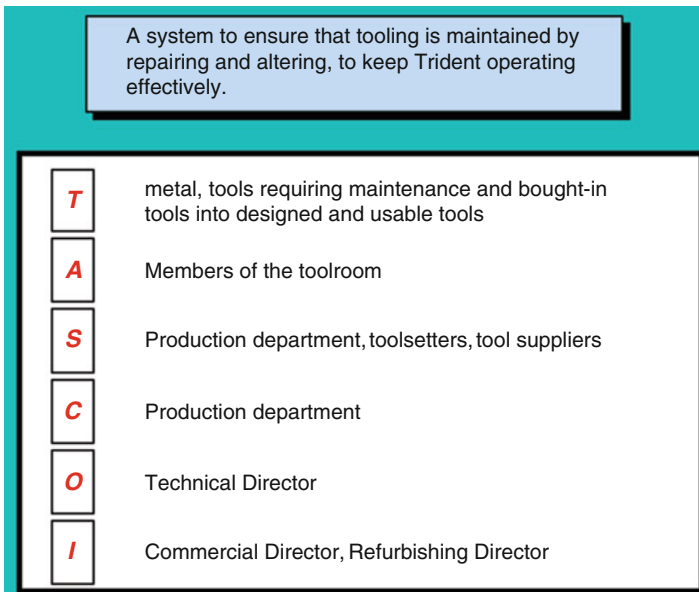 A system to ensure that tooling is maintained by
repairing and altering, to keep Trident operating
effectively.
T metal, tools requiring maintenance and bought-in
tools into designed and usable tools
A Members of the toolroom
S Production department, toolsetters, tool suppliers
C Production department
O Technical Director
I Commercial Director, Refurbishing Director